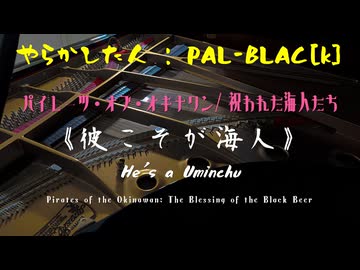 やらかした人 : PAL-BLAC[k]
パイレーツ・オブ・オキナワン/ 祝われた海人たち
《彼こそが海人》
He's a Uminchu
Pirates of the Okinawan: The Blessing of the Black Beer